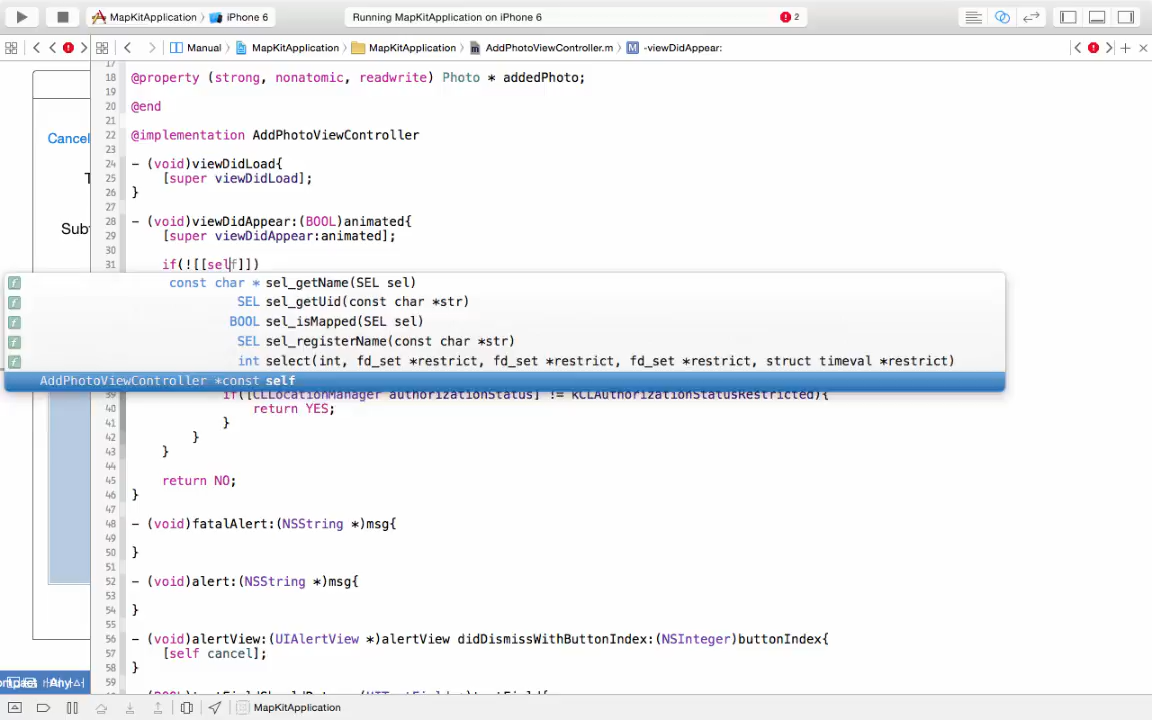 MapKitApplication
iPhone 6
Running MapKitApplication on iPhone 6
2
Manual
MapKitApplication
MapKitApplication
AddPhotoViewController.m
M
-viewDidAppear:
17
18 @property (strong, nonatomic, readwrite) Photo * addedPhoto;
19
20 @end
21
22 @implementation AddPhotoViewController
Cancel
23
24 - (void)viewDidLoad{
25 [super viewDidLoad];
26 }
27
28 - (void)viewDidAppear:(BOOL)animated{
29 [super viewDidAppear:animated];
30
31 if(![[self]])
const char * sel_getName(SEL sel)
SEL sel_getUid(const char *str)
BOOL sel_isMapped(SEL sel)
SEL sel_registerName(const char *str)
int select(int, fd_set *restrict, fd_set *restrict, fd_set *restrict, struct timeval *restrict)
AddPhotoViewController *const self
39 if([CLLocationManager authorizationStatus] != kCLAuthorizationStatusRestricted){
40 return YES;
41 }
42 }
43 }
44
45 return NO;
46 }
47
48 - (void)fatalAlert:(NSString *)msg{
49
50 }
51
52 - (void)alert:(NSString *)msg{
53
54 }
55
56 - (void)alertView:(UIAlertView *)alertView didDismissWithButtonIndex:(NSInteger)buttonIndex{
57 [self cancel];
58 }
59
MapKitApplication